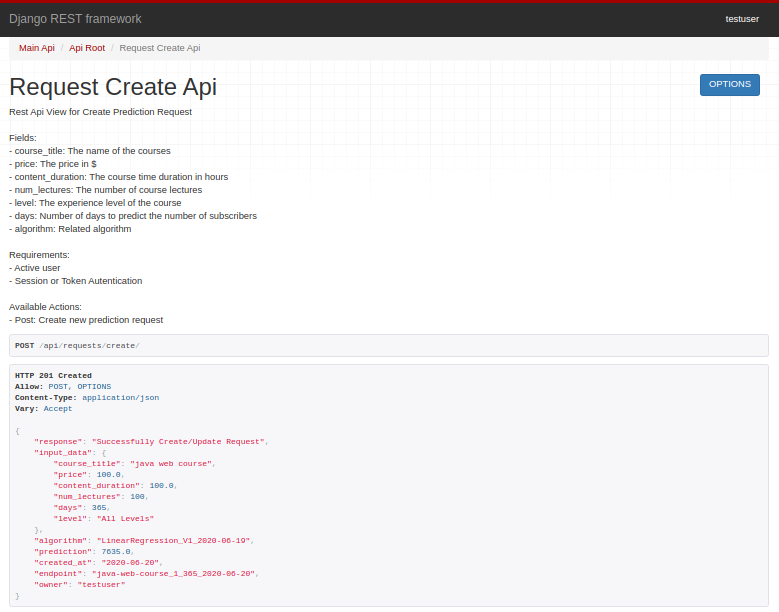 Django REST framework
testuser
Main Api / Api Root / Request Create Api
Request Create Api
OPTIONS
Rest Api View for Create Prediction Request
Fields:
- course_title: The name of the courses
- price: The price in $
- content_duration: The course time duration in hours
- num_lectures: The number of course lectures
- level: The experience level of the course
- days: Number of days to predict the number of subscribers
- algorithm: Related algorithm
Requirements:
- Active user
- Session or Token Autentication
Available Actions:
- Post: Create new prediction request
POST /api/requests/create/
HTTP 201 Created
Allow: POST, OPTIONS
Content-Type: application/json
Vary: Accept
{
    "response": "Successfully Create/Update Request",
    "input_data": {
        "course_title": "java web course",
        "price": 100.0,
        "content_duration": 100.0,
        "num_lectures": 100,
        "days": 365,
        "level": "All Levels"
    },
    "algorithm": "LinearRegression_V1_2020-06-19",
    "prediction": 7635.0,
    "created_at": "2020-06-20",
    "endpoint": "java-web-course_1_365_2020-06-20",
    "owner": "testuser"
}